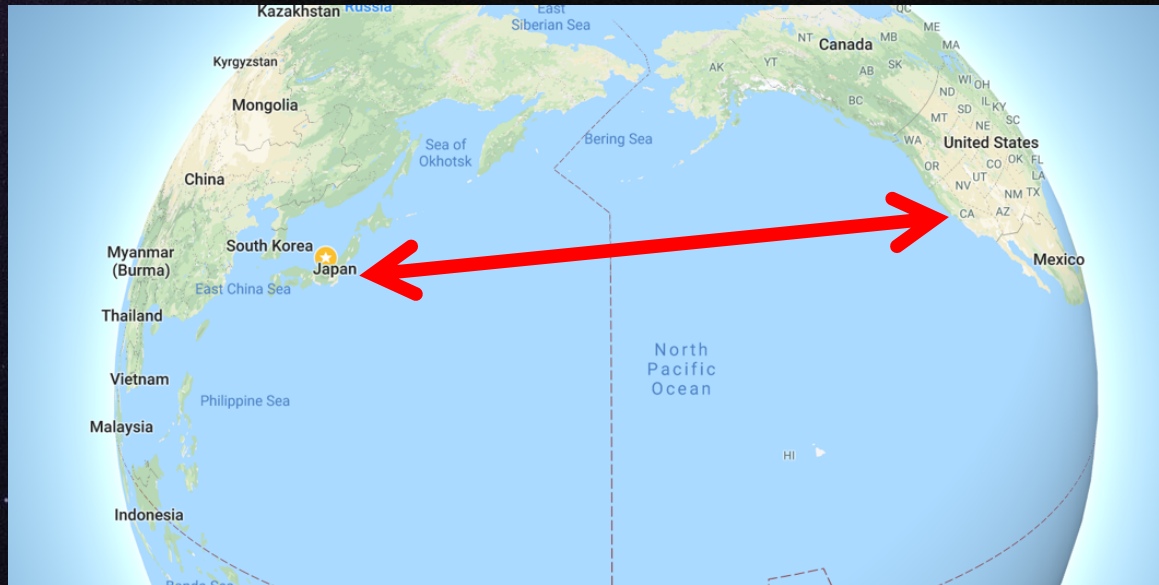 Kazakhstan
Russia
East
Siberian Sea
QC
ME
NT
Canada
MB
MA
Kyrgyzstan
AK
YT
AB
SK
WI
OH
Mongolia
BC
ND
SD
IL
KY
MT
NE
SC
Sea of
Okhotsk
Bering Sea
WA
United States
OR
CO
OK
FL
China
UT
LA
NV
NM
TX
CA
AZ
Myanmar
(Burma)
South Korea
Japan
Mexico
East China Sea
Thailand
North
Pacific
Ocean
Vietnam
Philippine Sea
Malaysia
HI
Indonesia
Banda Sea